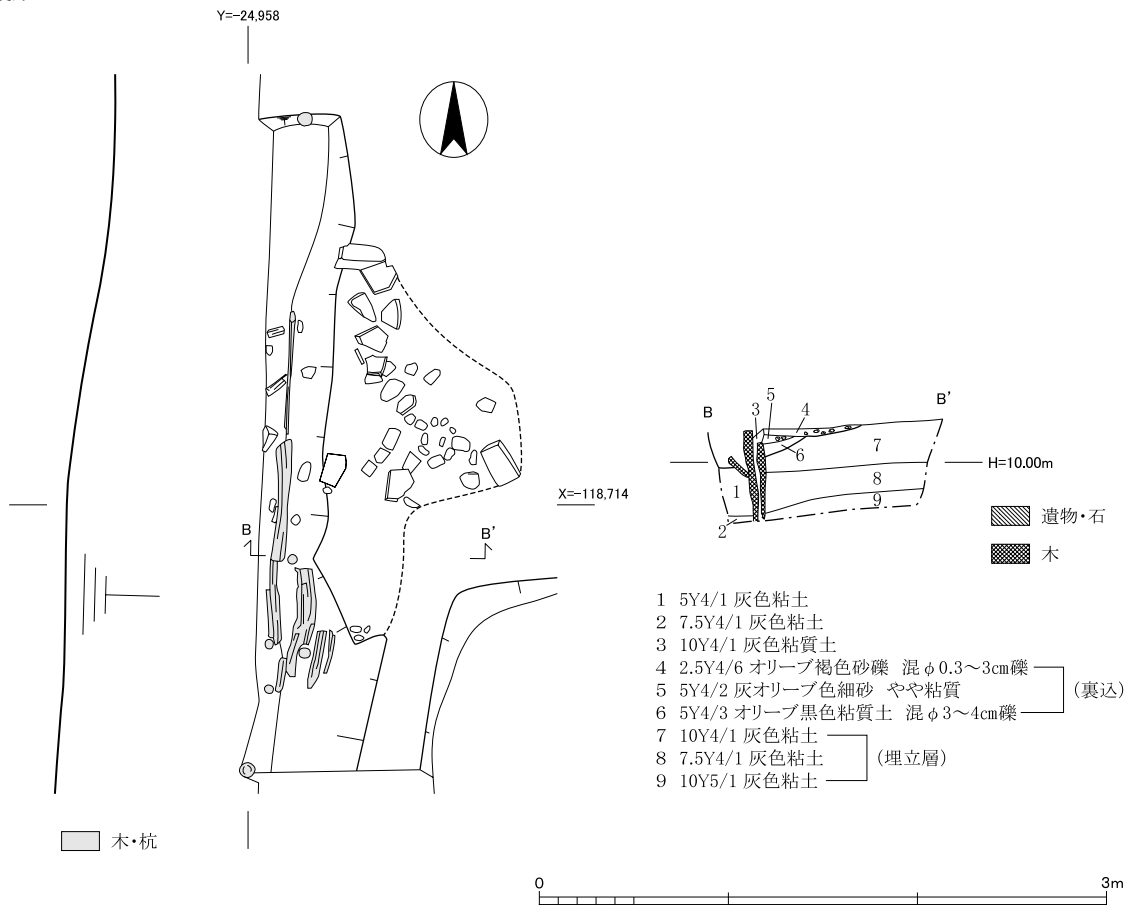 Y=-24,958
X=-118,714
B
B'
B
B'
3
5
4
6
7
8
9
1
2
H=10.00m
遺物・石
木
1 5Y4/1 灰色粘土
2 7.5Y4/1 灰色粘土
3 10Y4/1 灰色粘質土
4 2.5Y4/6 オリーブ褐色砂礫 混φ0.3〜3cm礫
5 5Y4/2 灰オリーブ色細砂 やや粘質
6 5Y4/3 オリーブ黒色粘質土 混φ3〜4cm礫
(裏込)
7 10Y4/1 灰色粘土
8 7.5Y4/1 灰色粘土
9 10Y5/1 灰色粘土
(埋立層)
木・杭
0 3m